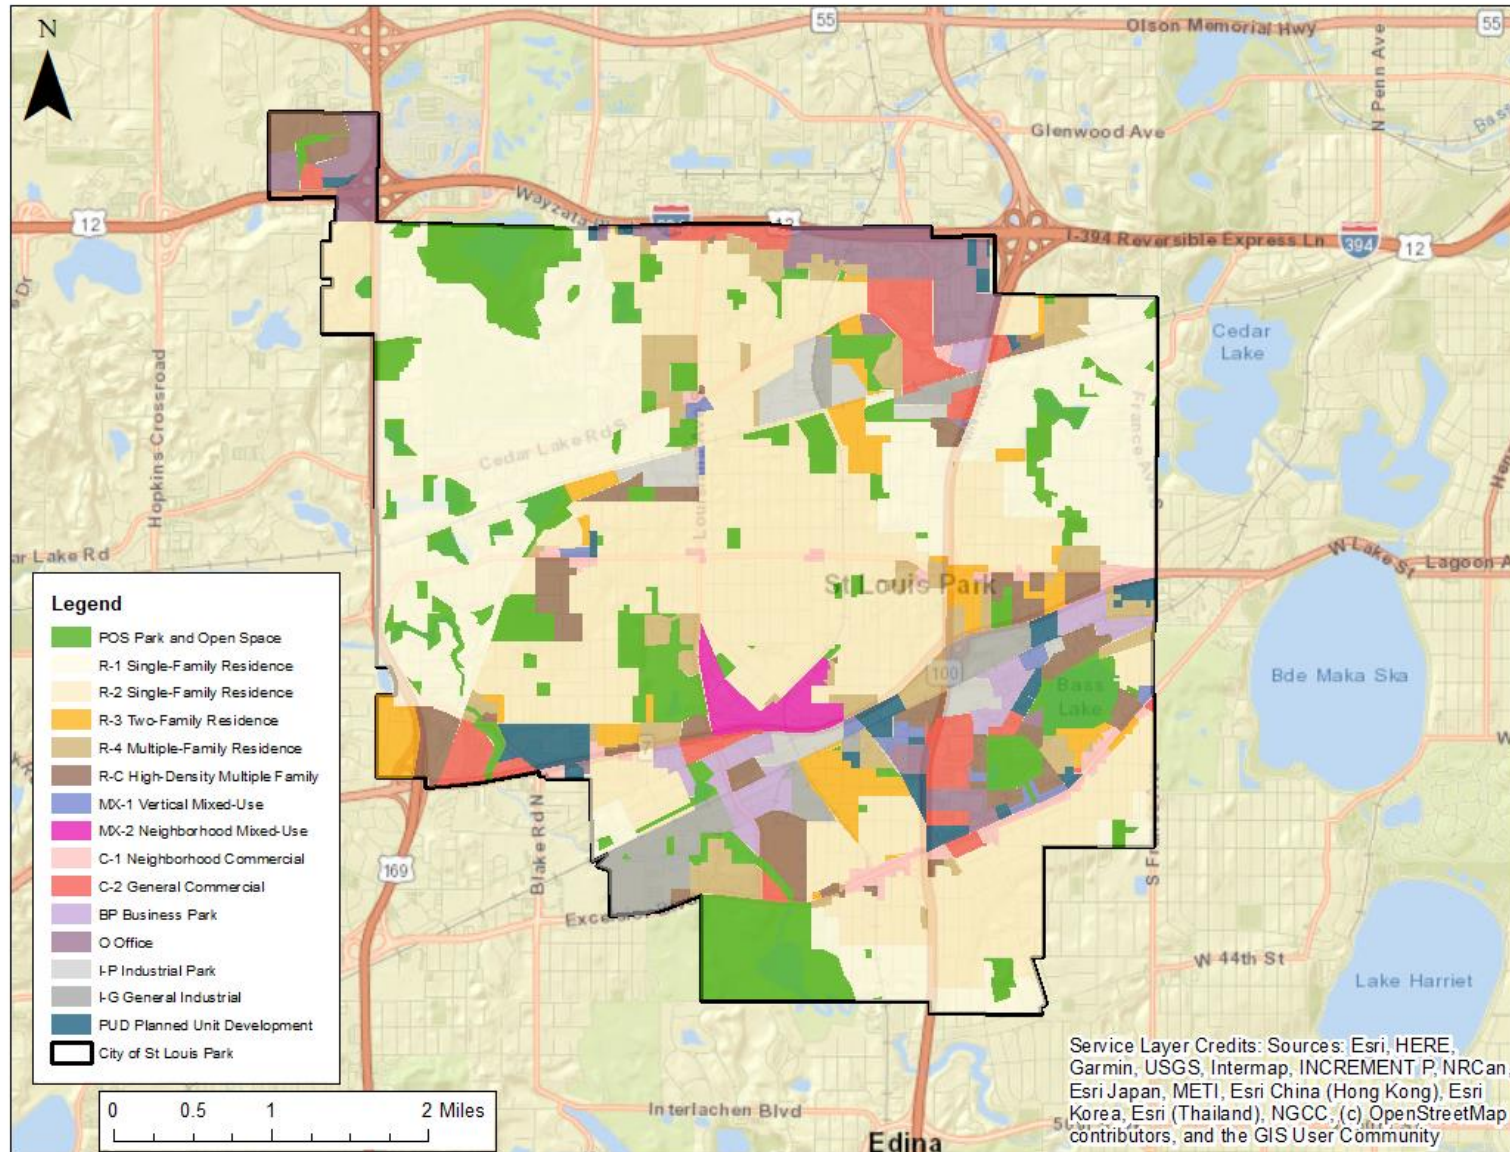 N
55
Olson Memorial Hwy
55
N Penn Ave
Glenwood Ave
12
Wayzata
12
I-394 Reversible Express Ln
394
12
Hopkins Crossroad
Cedar
Lake
Cedar Lake Rd S
France Ave S
ar Lake Rd
W Lake St
Lagoon A
St Louis Park
100
Bass
Lake
Bde Maka Ska
7
Blake Rd N
169
W 44th St
Lake Harriet
Interlachen Blvd
Edina
Legend
POS Park and Open Space
R-1 Single-Family Residence
R-2 Single-Family Residence
R-3 Two-Family Residence
R-4 Multiple-Family Residence
R-C High-Density Multiple Family
MX-1 Vertical Mixed-Use
MX-2 Neighborhood Mixed-Use
C-1 Neighborhood Commercial
C-2 General Commercial
BP Business Park
O Office
I-P Industrial Park
I-G General Industrial
PUD Planned Unit Development
City of St Louis Park
0 0.5 1 2 Miles
Service Layer Credits: Sources: Esri, HERE,
Garmin, USGS, Intermap, INCREMENT P, NRCan,
Esri Japan, METI, Esri China (Hong Kong), Esri
Korea, Esri (Thailand), NGCC, (c) OpenStreetMap
contributors, and the GIS User Community